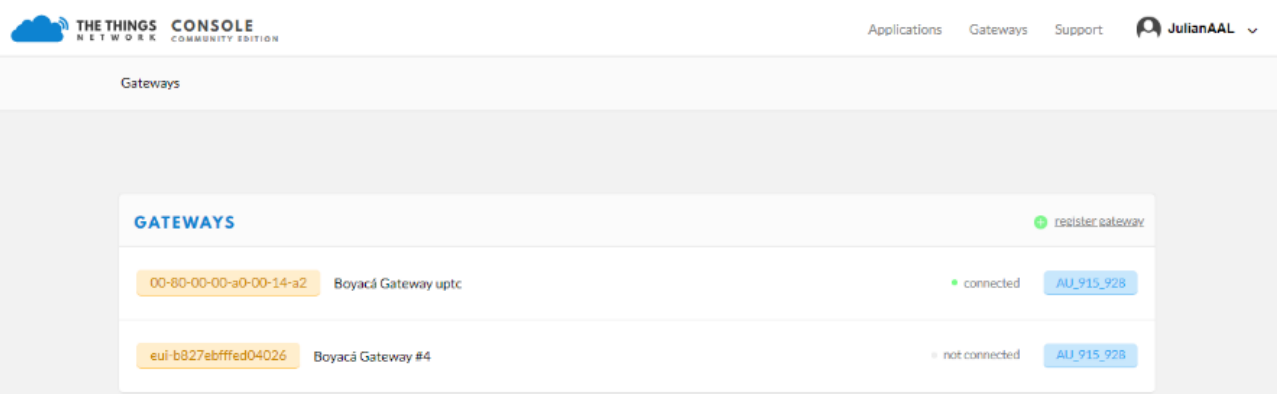 THE THINGS CONSOLE
NETWORK COMMUNITY EDITION
Applications Gateways Support JulianAAL
Gateways
GATEWAYS
register gateway
00-80-00-00-a0-00-14-a2 Boyacá Gateway uptc connected AU_915_928
eui-b827ebfffed04026 Boyacá Gateway #4 not connected AU_915_928